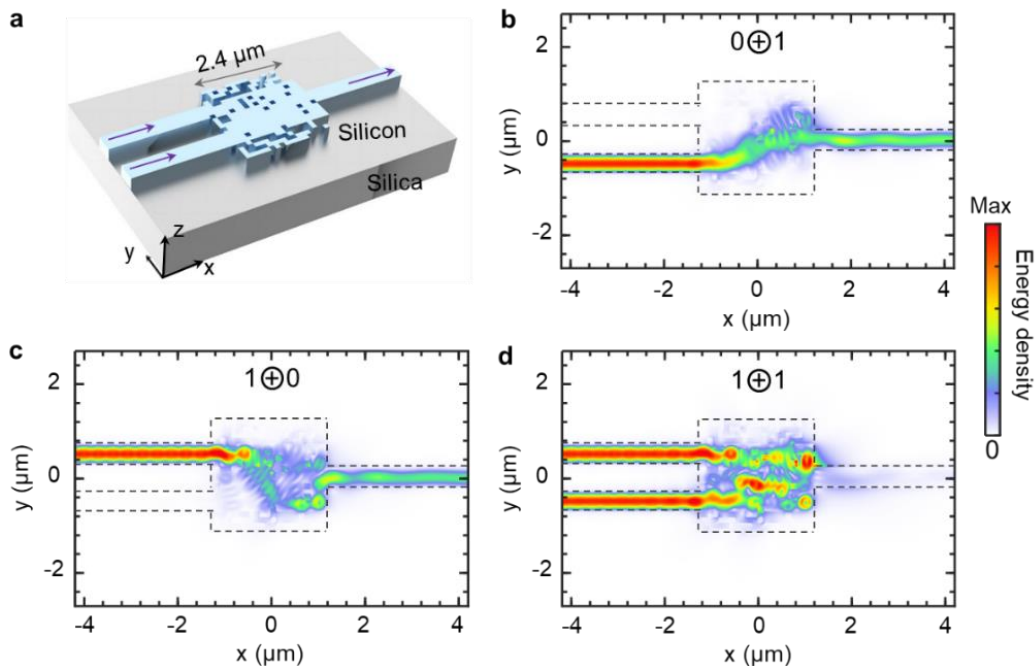 a
2.4 μm
Silicon
Silica
z
y
x
b
0⊕1
2
0
-2
y (μm)
-4
-2
0
2
4
x (μm)
Max
Energy density
0
c
1⊕0
2
0
-2
y (μm)
-4
-2
0
2
4
x (μm)
d
1⊕1
2
0
-2
y (μm)
-4
-2
0
2
4
x (μm)